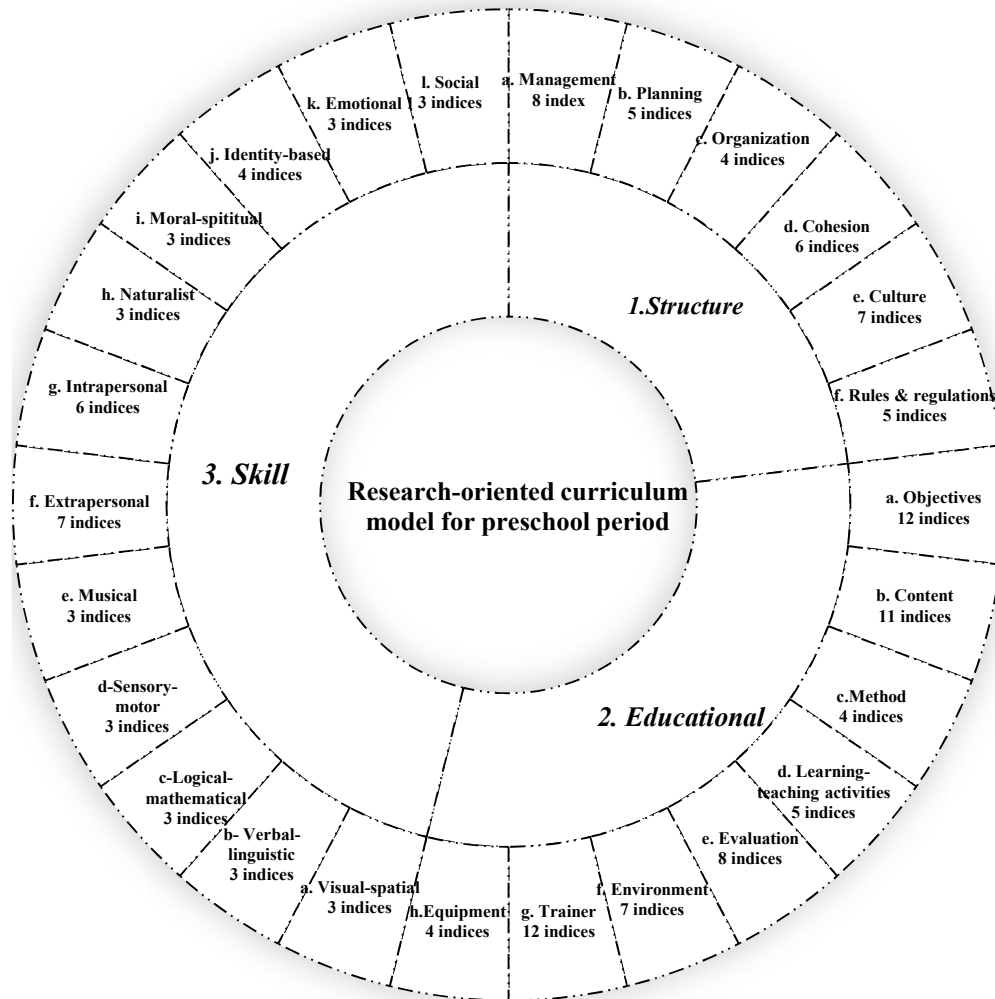 Research-oriented curriculum
model for preschool period
1.Structure
a. Management
8 index
b. Planning
5 indices
c. Organization
4 indices
d. Cohesion
6 indices
e. Culture
7 indices
f. Rules & regulations
5 indices
2. Educational
a. Objectives
12 indices
b. Content
11 indices
c.Method
4 indices
d. Learning-
teaching activities
5 indices
e. Evaluation
8 indices
f. Environment
7 indices
g. Trainer
12 indices
h.Equipment
4 indices
3. Skill
a. Visual-spatial
3 indices
b- Verbal-
linguistic
3 indices
c-Logical-
mathematical
3 indices
d-Sensory-
motor
3 indices
e. Musical
3 indices
f. Extrapersonal
7 indices
g. Intrapersonal
6 indices
h. Naturalist
3 indices
i. Moral-spititual
3 indices
j. Identity-based
4 indices
k. Emotional
3 indices
l. Social
3 indices